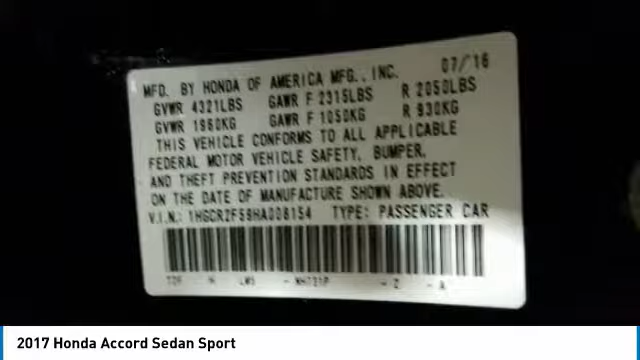 MFD. BY HONDA OF AMERICA MFG., INC. 07/16
GVWR 4321LBS GAWR F 2315LBS R 2050LBS
GVWR 1960KG GAWR F 1050KG R 930KG
THIS VEHICLE CONFORMS TO ALL APPLICABLE
FEDERAL MOTOR VEHICLE SAFETY, BUMPER,
AND THEFT PREVENTION STANDARDS IN EFFECT
ON THE DATE OF MANUFACTURE SHOWN ABOVE.
V.I.N.: 1HGCR2F59HA008154 TYPE: PASSENGER CAR
NH731P - Z - A
2017 Honda Accord Sedan Sport